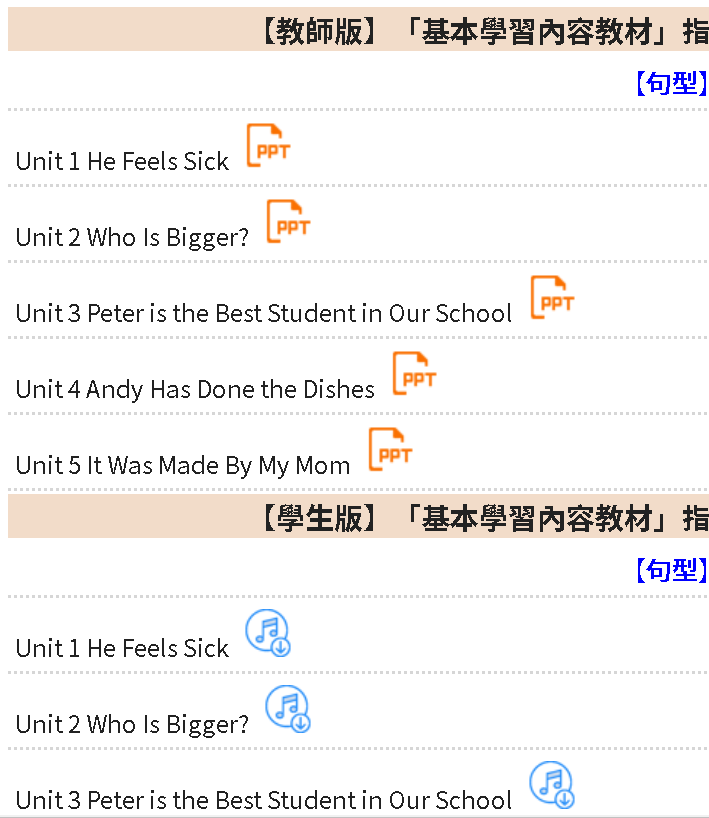 【教師版】「基本學習內容教材」指
【句型】
Unit 1 He Feels Sick PPT
Unit 2 Who Is Bigger? PPT
Unit 3 Peter is the Best Student in Our School PPT
Unit 4 Andy Has Done the Dishes PPT
Unit 5 It Was Made By My Mom PPT
【學生版】「基本學習內容教材」指
【句型】
Unit 1 He Feels Sick
Unit 2 Who Is Bigger?
Unit 3 Peter is the Best Student in Our School